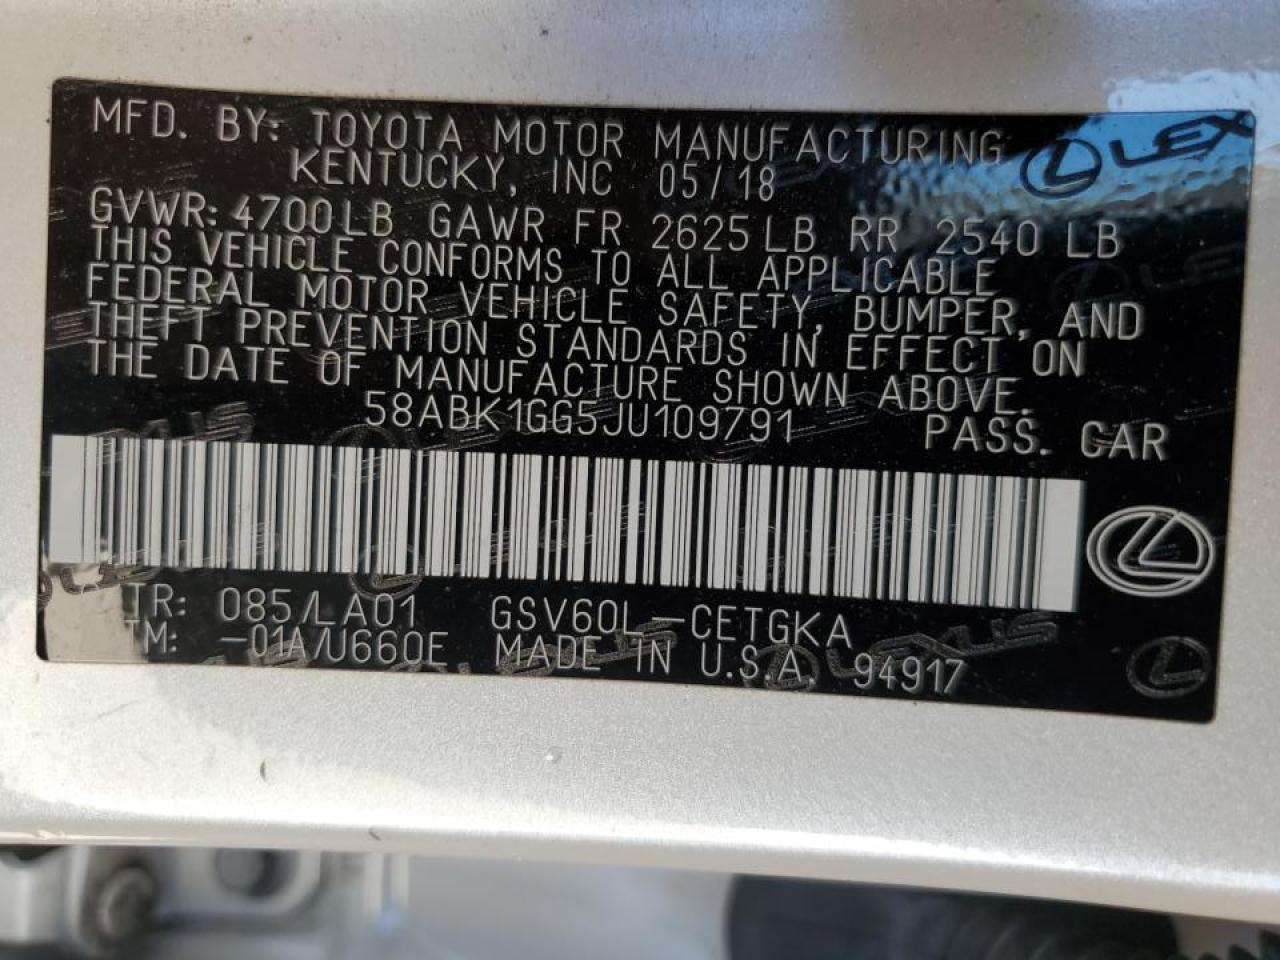 MFD. BY: TOYOTA MOTOR MANUFACTURING
KENTUCKY, INC 05/18
GVWR: 4700LB GAWR FR 2625LB RR 2540 LB
THIS VEHICLE CONFORMS TO ALL APPLICABLE
FEDERAL MOTOR VEHICLE SAFETY, BUMPER, AND
THEFT PREVENTION STANDARDS IN EFFECT ON
THE DATE OF MANUFACTURE SHOWN ABOVE.
58ABK1GG5JU109791 PASS. CAR
TR: 085/LA01 GSV60L-CETGKA
TM: -01A/U660E MADE IN U.S.A. 94917
LEXUS